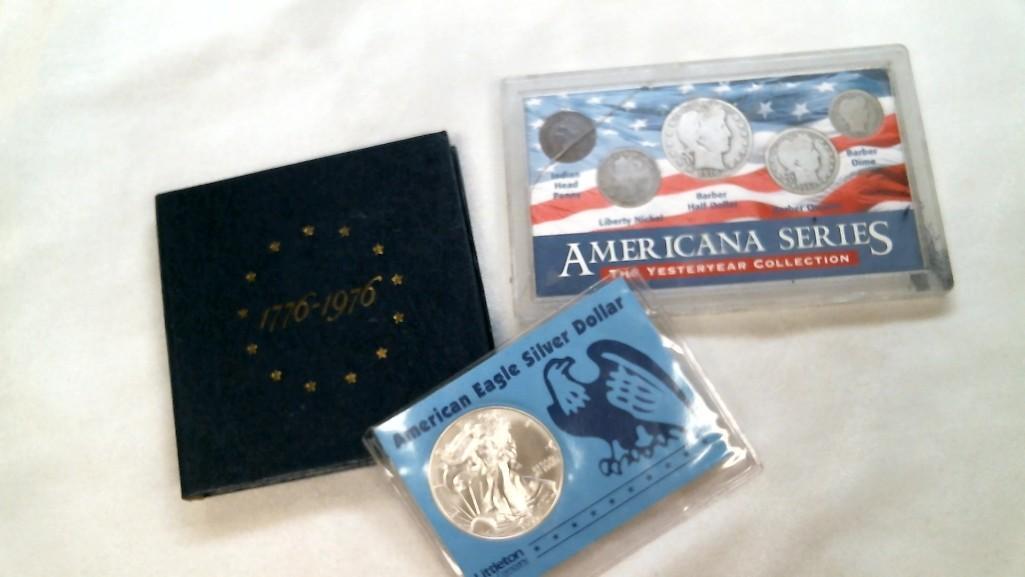 1776-1976
Indian
Head
Penny
Liberty Nickel
Barber
Half Dollar
Barber
Dime
AMERICANA SERIES
THE YESTERYEAR COLLECTION
American Eagle Silver Dollar
Littleton